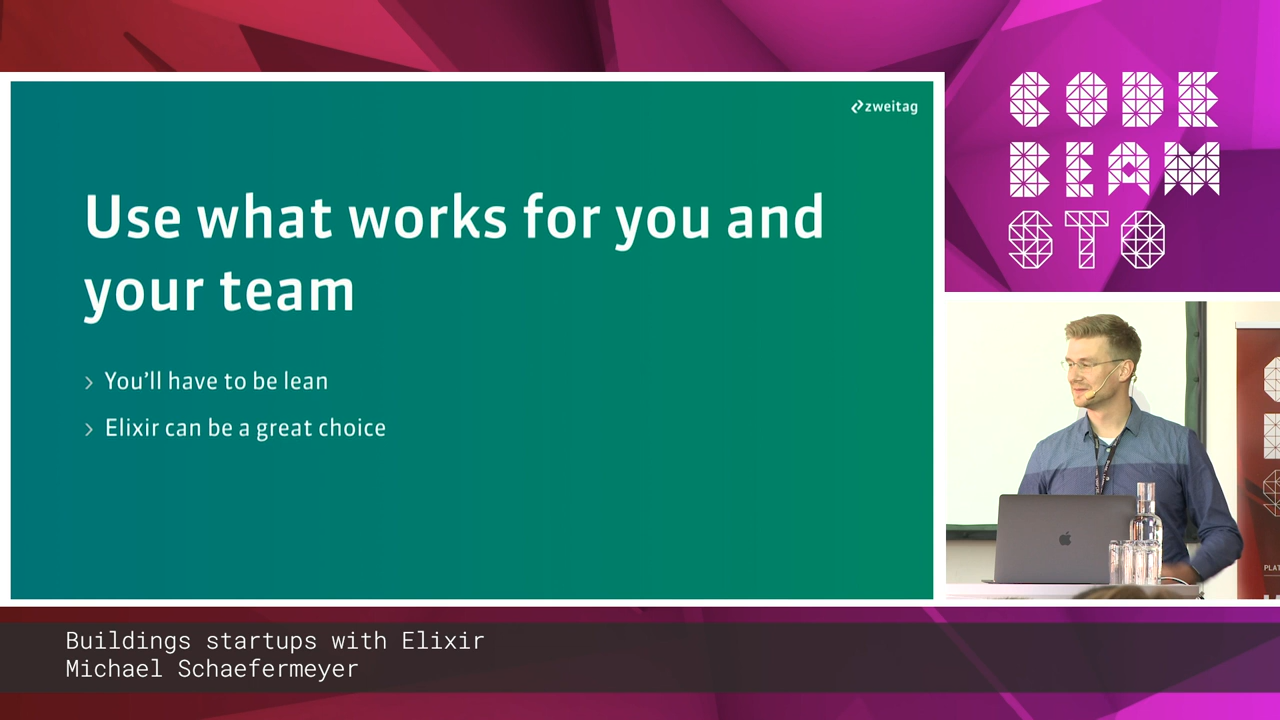 zweitag
Use what works for you and
your team
You'll have to be lean
Elixir can be a great choice
CODE
BEAM
STO
PLAT
Buildings startups with Elixir
Michael Schaefermeyer